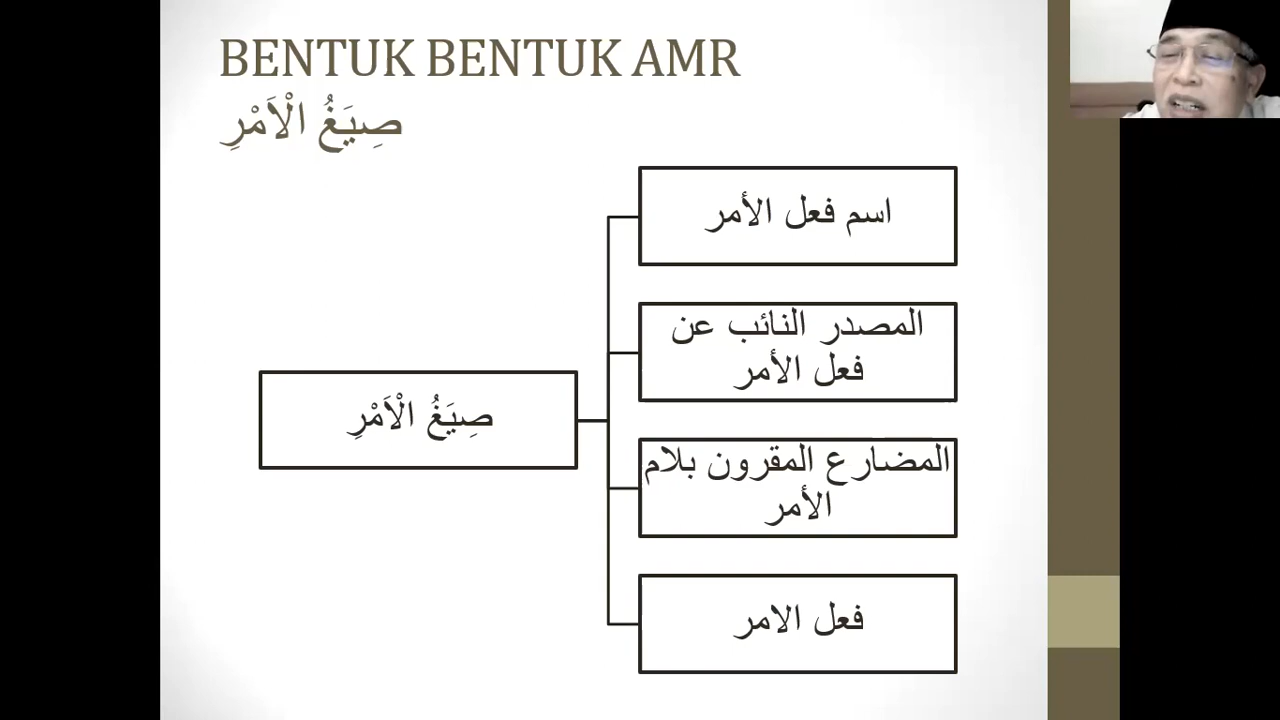 BENTUK BENTUK AMR
صِيَغُ الْاَمْرِ
اسم فعل الأمر
المصدر النائب عن
فعل الأمر
المضارع المقرون بلام
الأمر
فعل الامر
صِيَغُ الْاَمْرِ